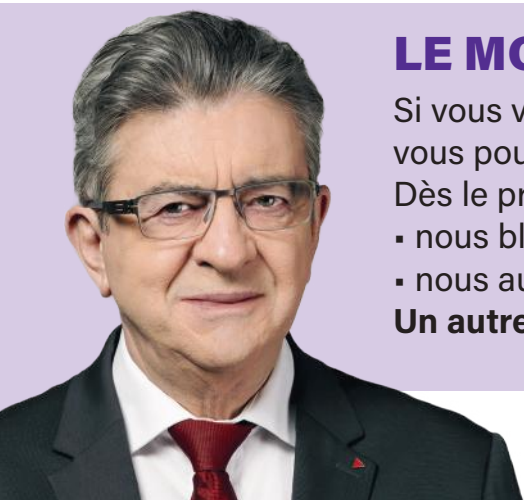 LE MO
Si vous v
vous pou
Dès le pr
▪ nous bl
▪ nous au
Un autre